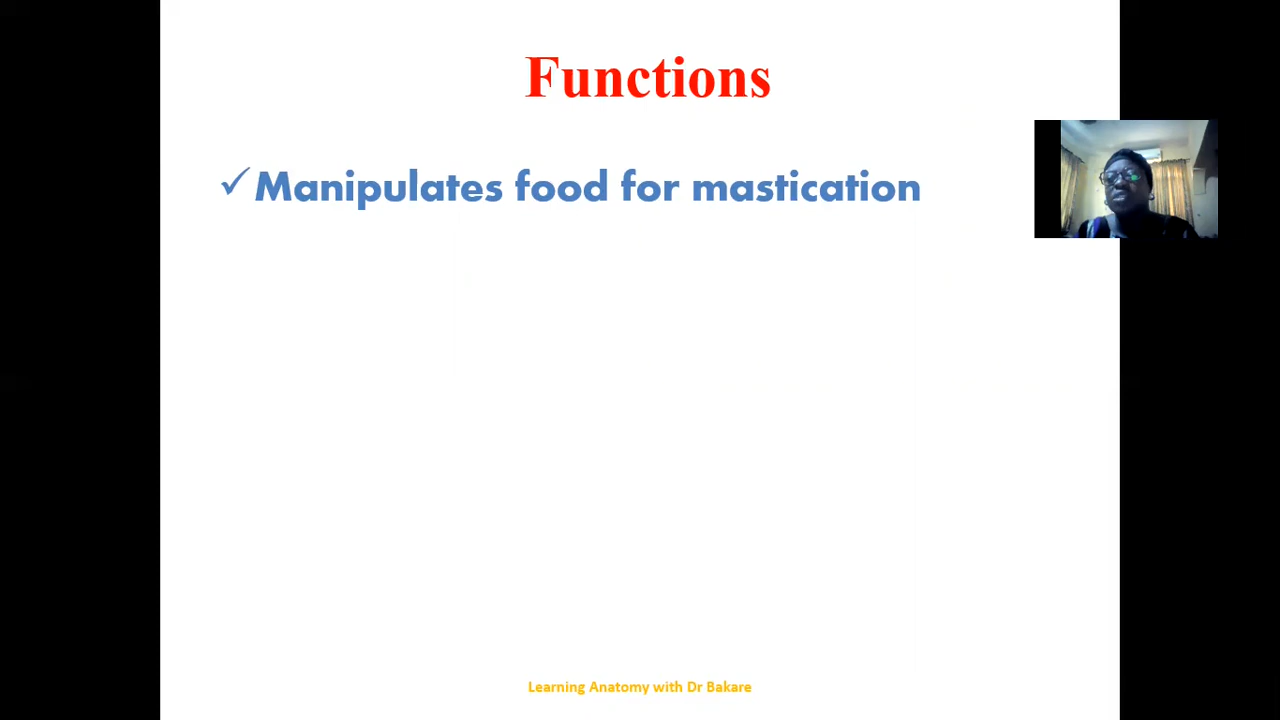 Functions
✓Manipulates food for mastication
Learning Anatomy with Dr Bakare